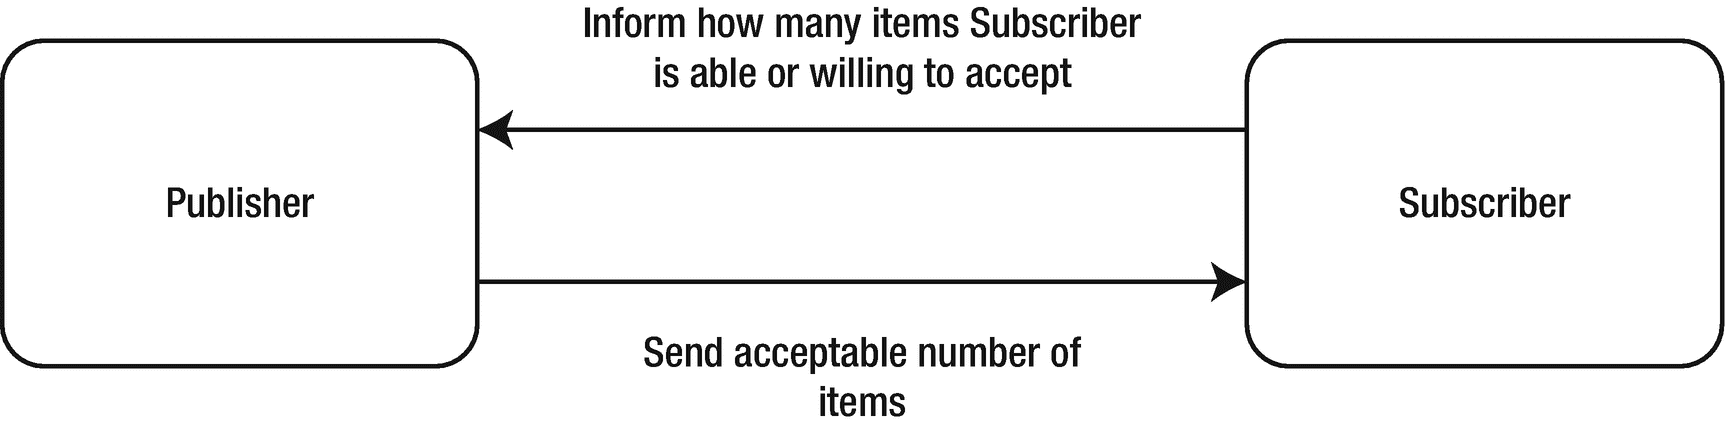 Inform how many items Subscriber
is able or willing to accept
Publisher
Subscriber
Send acceptable number of
items